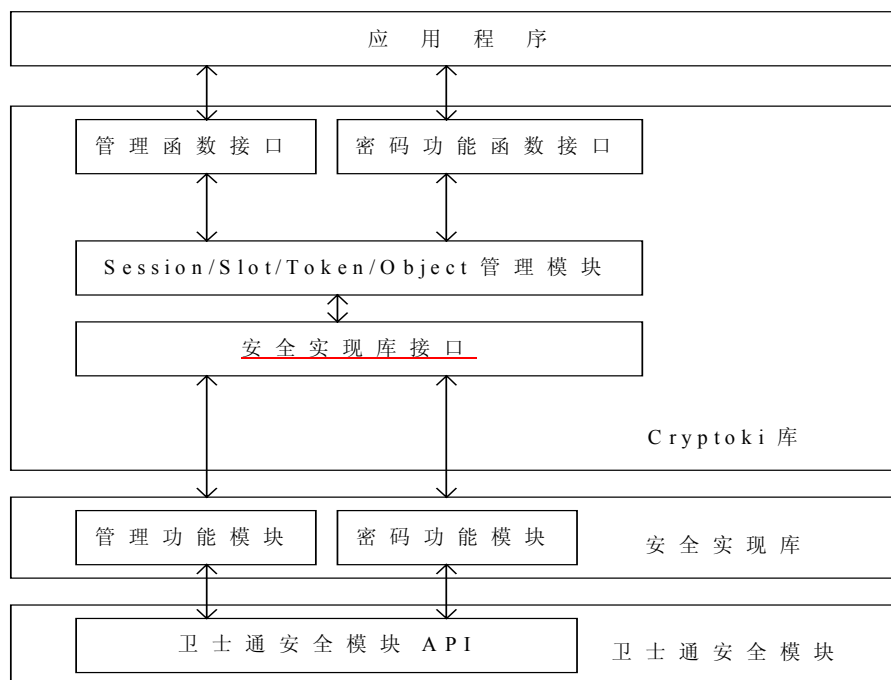 应用程序
管理函数接口
密码功能函数接口
Session/Slot/Token/Object 管理模块
安全实现库接口
Cryptoki 库
管理功能模块
密码功能模块
安全实现库
卫士通安全模块 API
卫士通安全模块